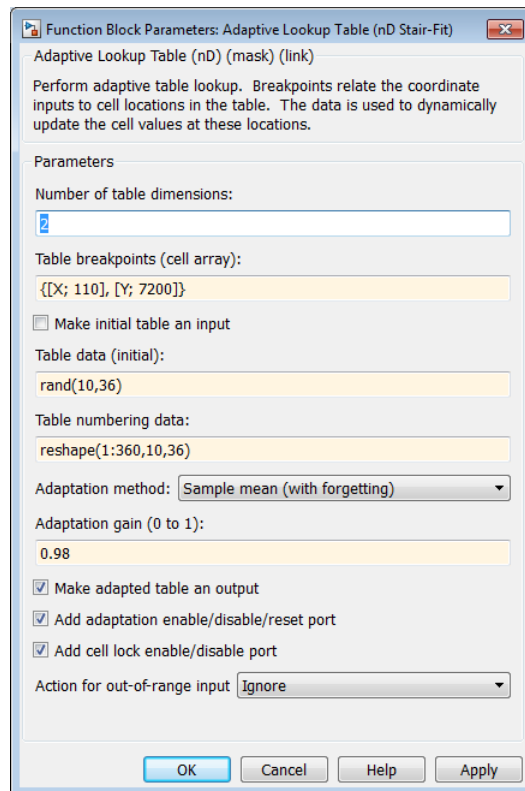 Function Block Parameters: Adaptive Lookup Table (nD Stair-Fit)
Adaptive Lookup Table (nD) (mask) (link)
Perform adaptive table lookup.  Breakpoints relate the coordinate
inputs to cell locations in the table.  The data is used to dynamically
update the cell values at these locations.
Parameters
Number of table dimensions:
2
Table breakpoints (cell array):
{[X; 110], [Y; 7200]}
Make initial table an input
Table data (initial):
rand(10,36)
Table numbering data:
reshape(1:360,10,36)
Adaptation method: Sample mean (with forgetting)
Adaptation gain (0 to 1):
0.98
Make adapted table an output
Add adaptation enable/disable/reset port
Add cell lock enable/disable port
Action for out-of-range input Ignore
OK Cancel Help Apply